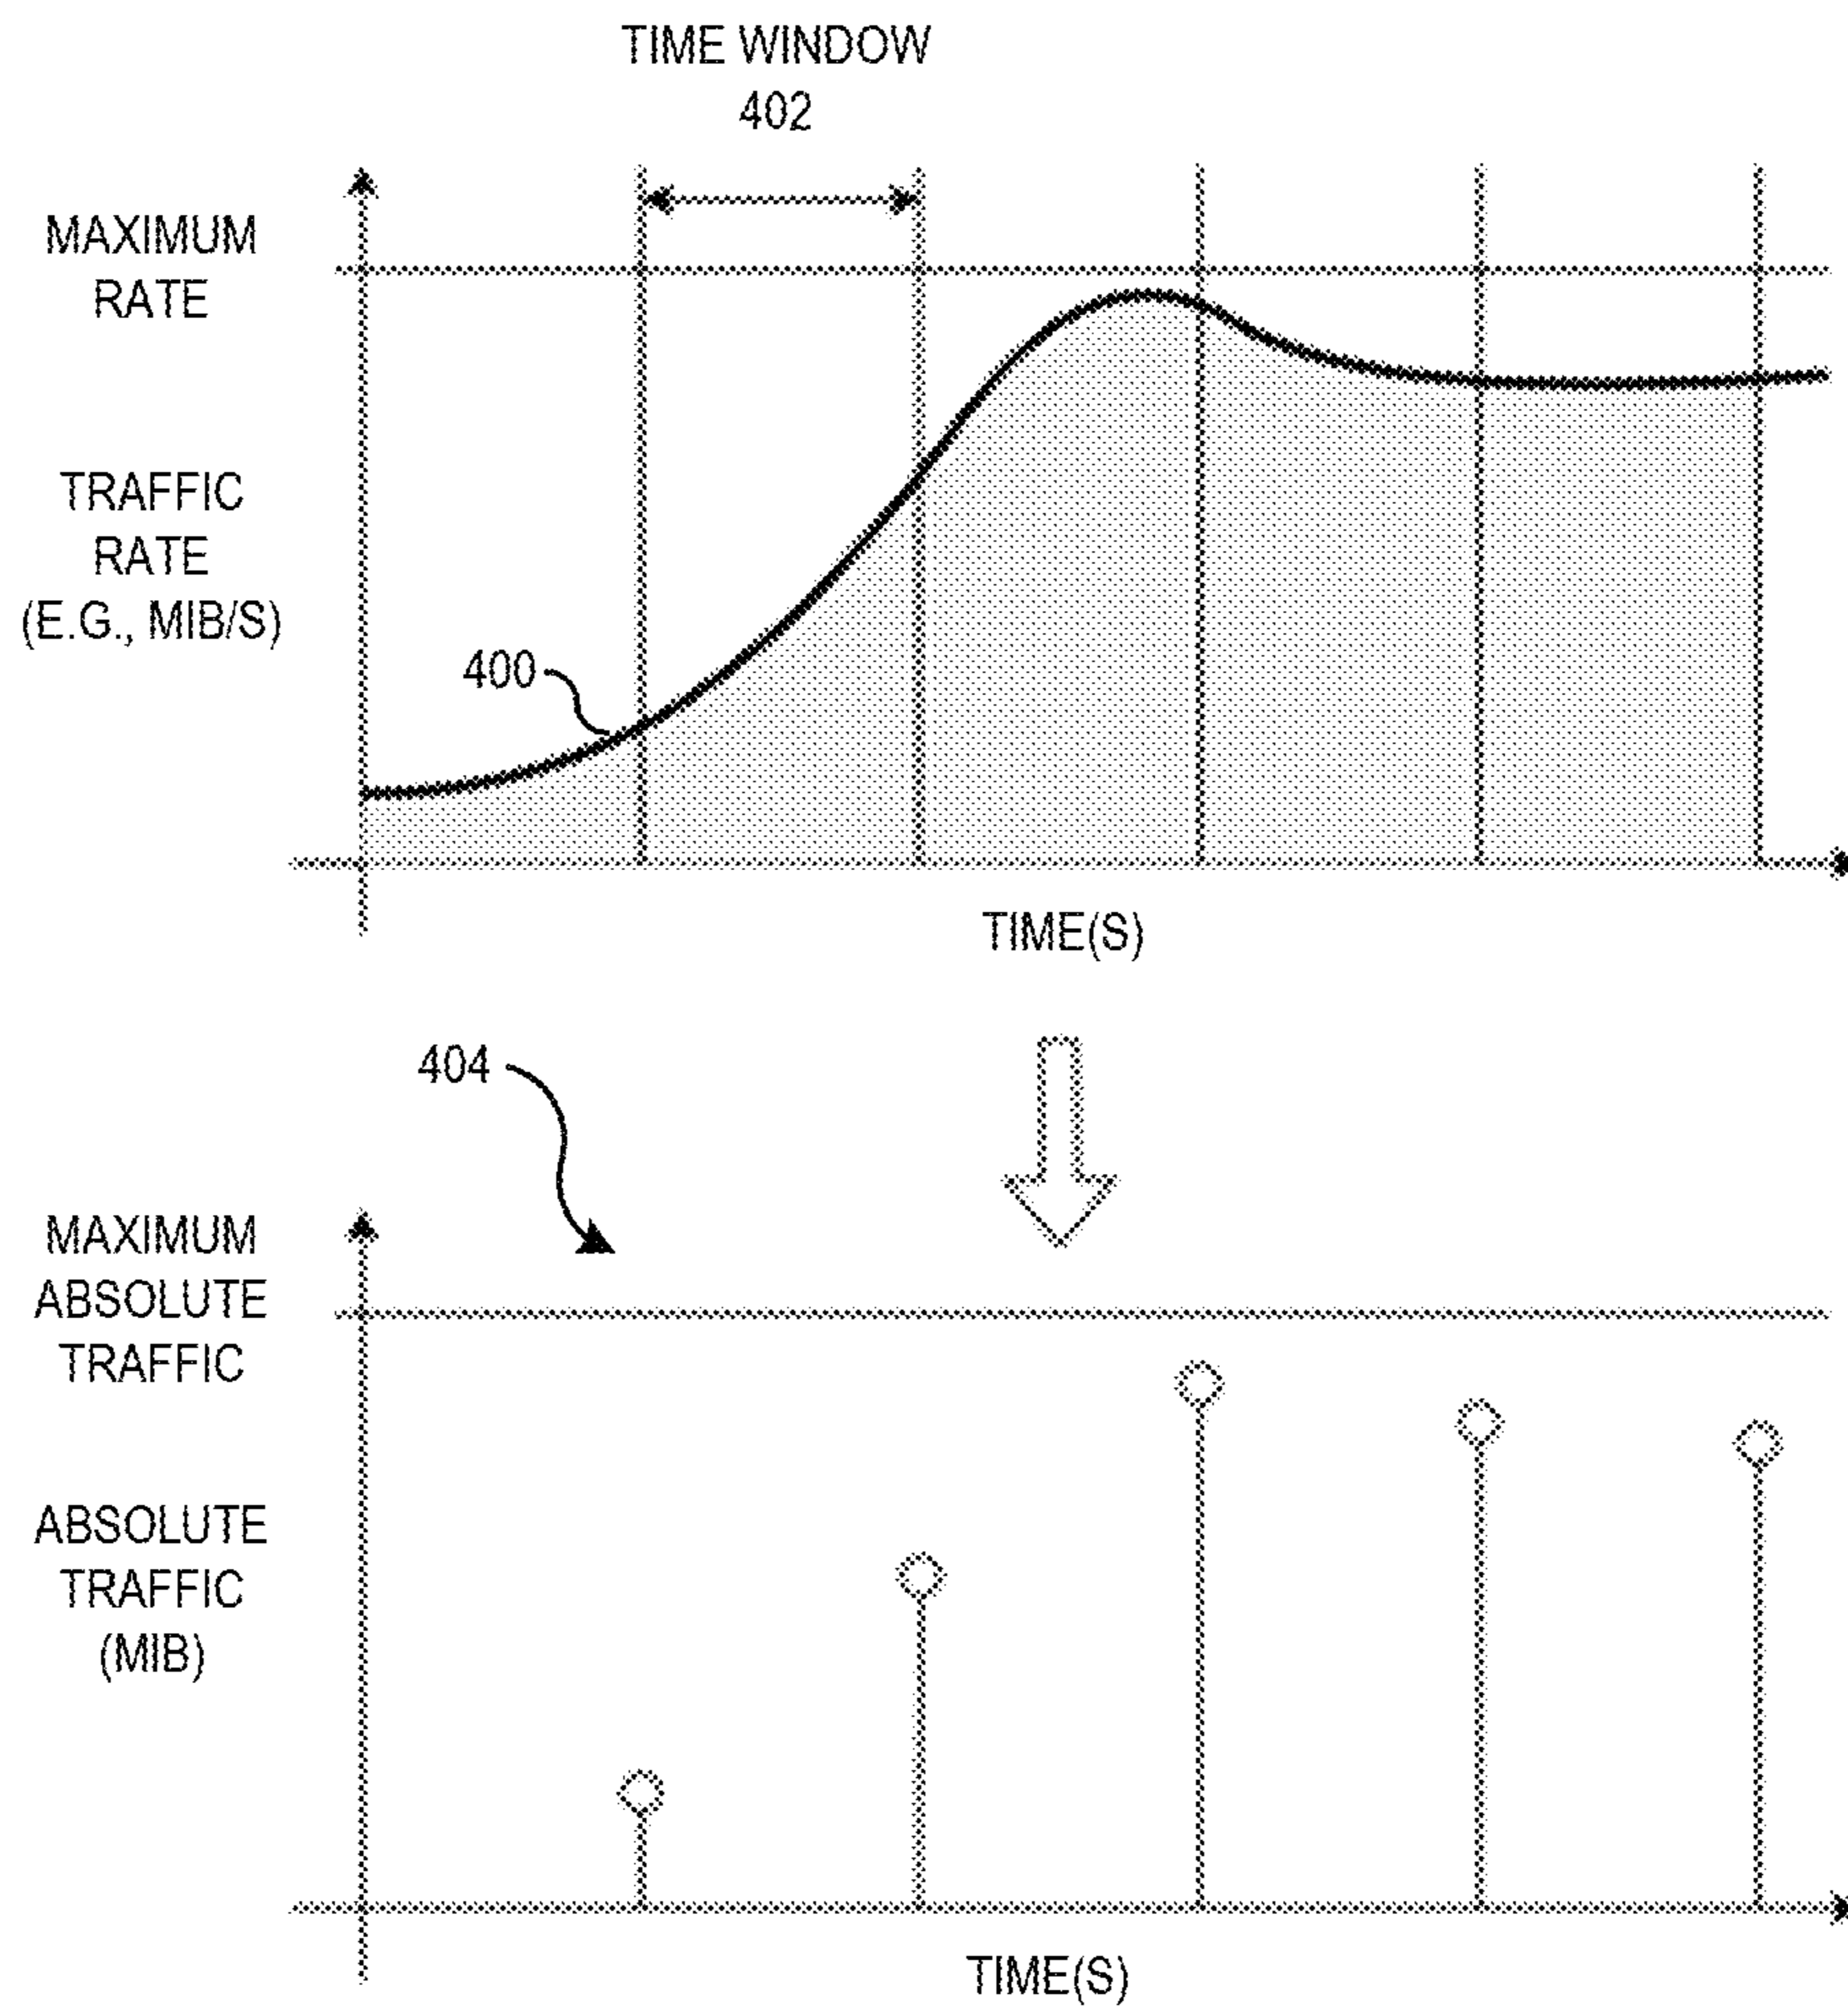 TIME WINDOW
402
MAXIMUM
RATE
TRAFFIC
RATE
(E.G., MIB/S)
400
TIME(S)
404
MAXIMUM
ABSOLUTE
TRAFFIC
ABSOLUTE
TRAFFIC
(MIB)
TIME(S)